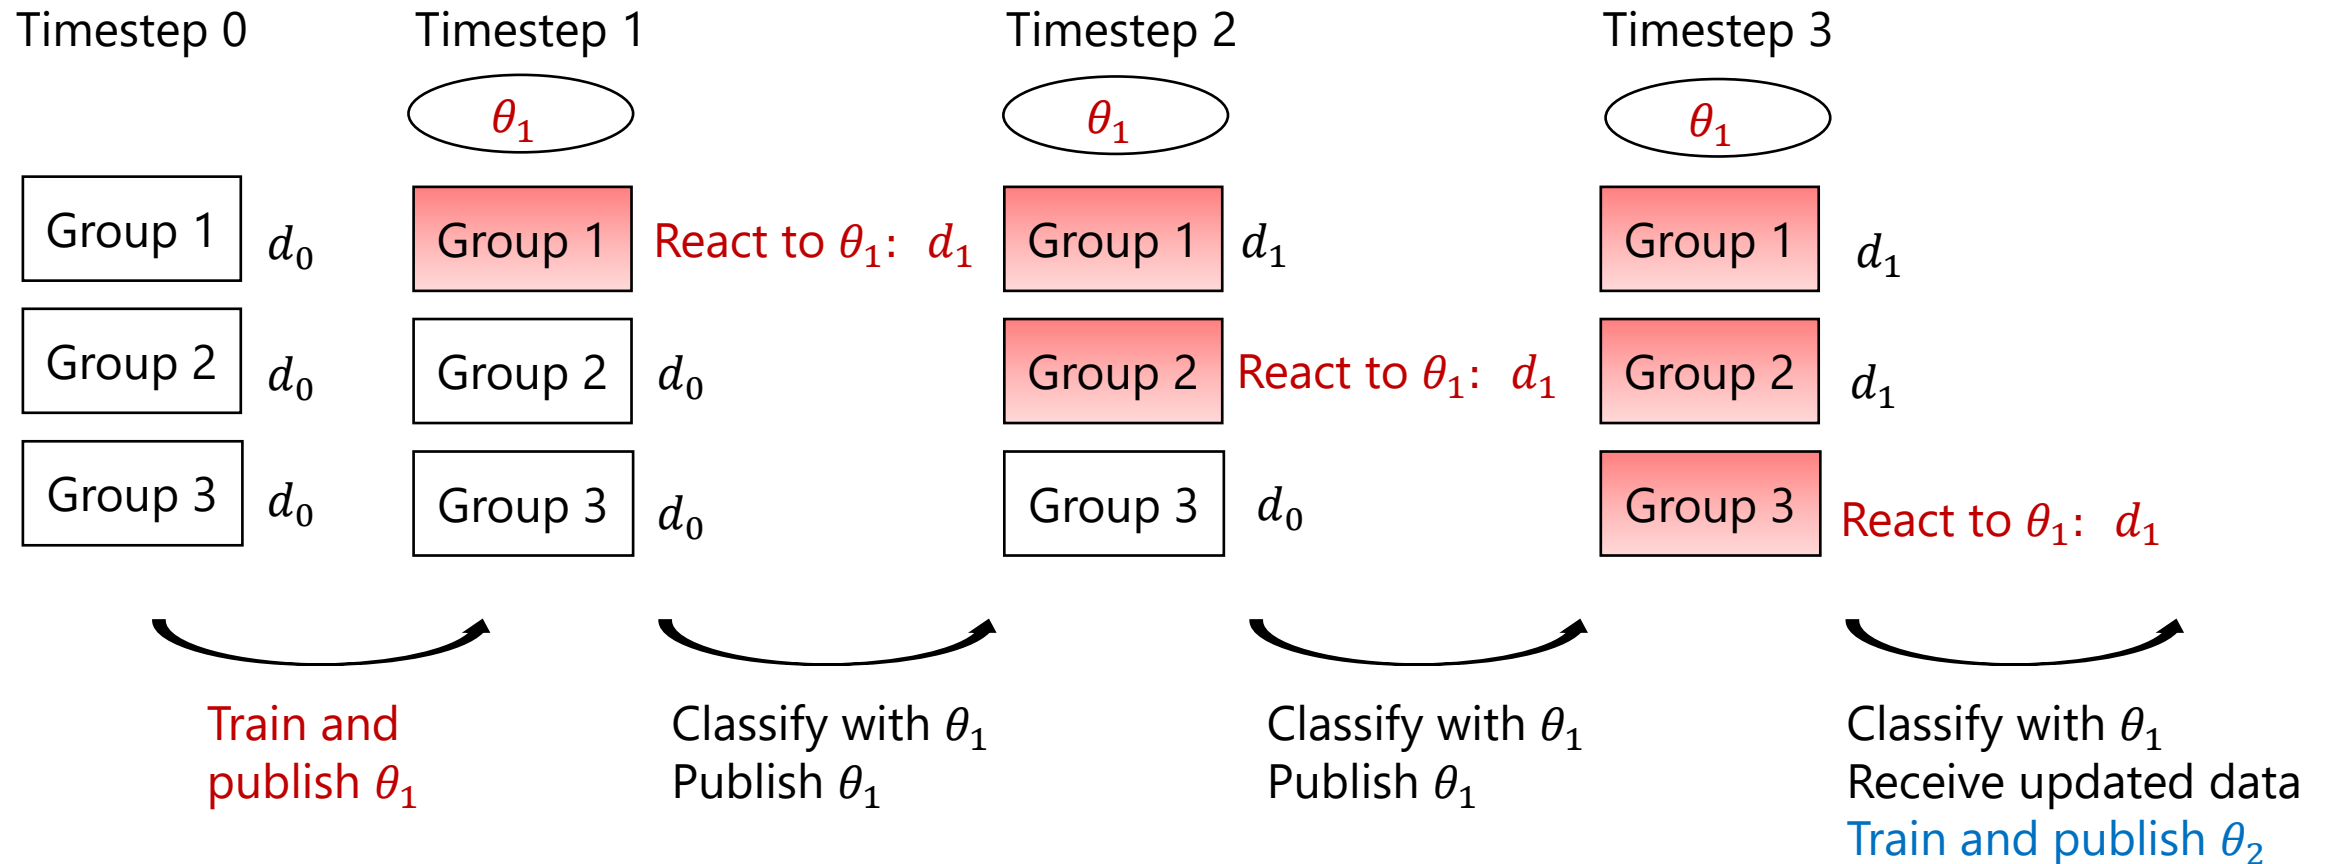 Timestep 0 Timestep 1 Timestep 2 Timestep 3
θ₁ θ₁ θ₁
Group 1 d₀ Group 1 React to θ₁: d₁ Group 1 d₁ Group 1 d₁
Group 2 d₀ Group 2 d₀ Group 2 React to θ₁: d₁ Group 2 d₁
Group 3 d₀ Group 3 d₀ Group 3 d₀ Group 3 React to θ₁: d₁
Train and Classify with θ₁ Classify with θ₁ Classify with θ₁
publish θ₁ Publish θ₁ Publish θ₁ Receive updated data
Train and publish θ₂